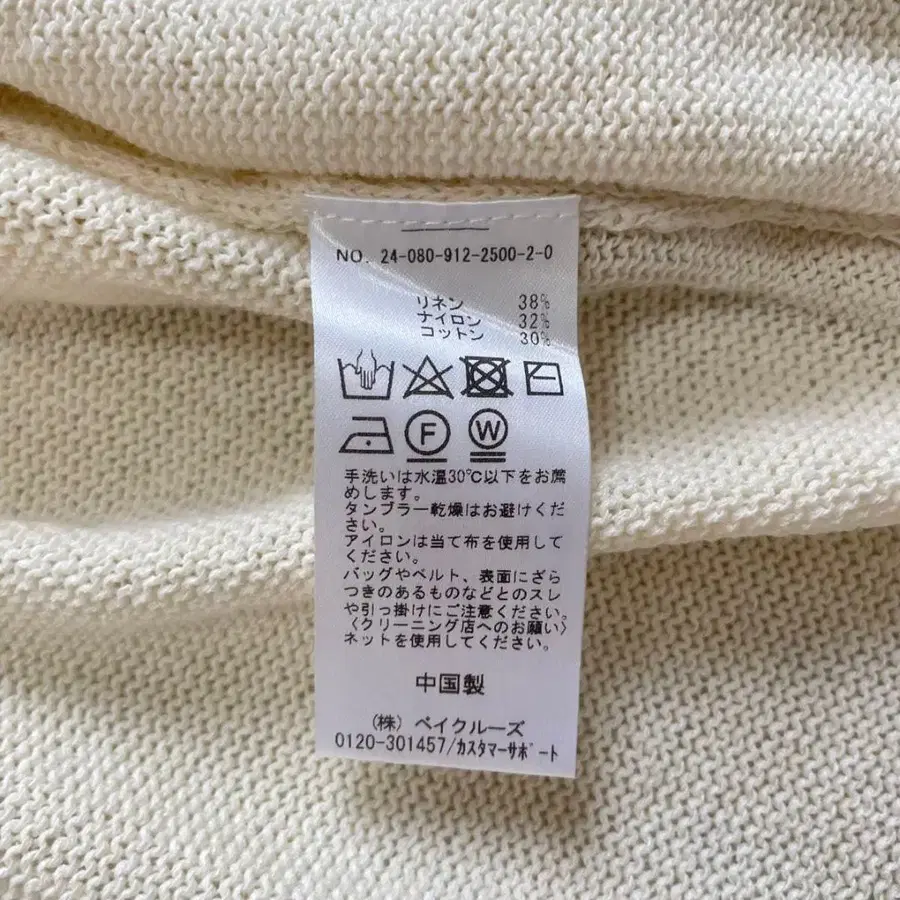 NO. 24-080-912-2500-2-0
リネン 38%
ナイロン 32%
コットン 30%
F
W
手洗いは水温30℃以下をお薦
めします。
タンブラー乾燥はお避けくだ
さい。
アイロンは当て布を使用して
ください。
バッグやベルト、表面にざら
つきのあるものなどとのスレ
や引っ掛けにご注意ください。
〈クリーニング店へのお願い〉
ネットを使用してください。
中国製
(株) ベイクルーズ
0120-301457/カスタマーサポート